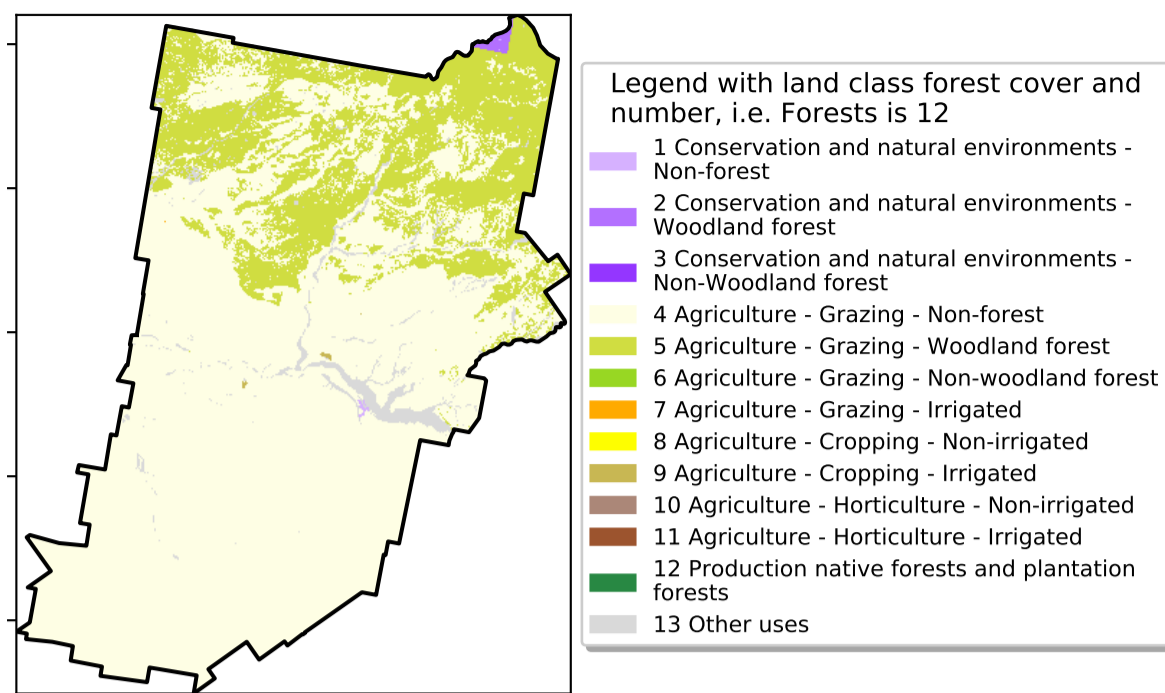 Legend with land class forest cover and
number, i.e. Forests is 12
1 Conservation and natural environments -
Non-forest
2 Conservation and natural environments -
Woodland forest
3 Conservation and natural environments -
Non-Woodland forest
4 Agriculture - Grazing - Non-forest
5 Agriculture - Grazing - Woodland forest
6 Agriculture - Grazing - Non-woodland forest
7 Agriculture - Grazing - Irrigated
8 Agriculture - Cropping - Non-irrigated
9 Agriculture - Cropping - Irrigated
10 Agriculture - Horticulture - Non-irrigated
11 Agriculture - Horticulture - Irrigated
12 Production native forests and plantation
forests
13 Other uses